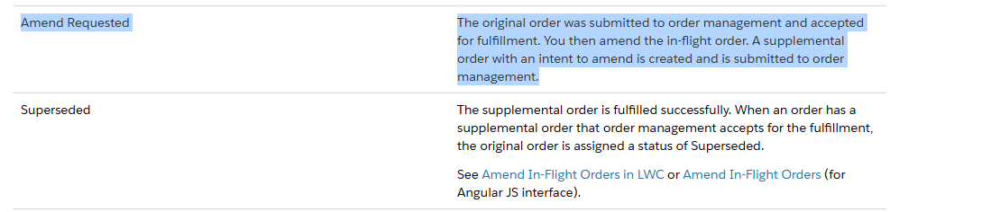 Amend Requested
The original order was submitted to order management and accepted
for fulfillment. You then amend the in-flight order. A supplemental
order with an intent to amend is created and is submitted to order
management.
Superseded
The supplemental order is fulfilled successfully. When an order has a
supplemental order that order management accepts for the fulfillment,
the original order is assigned a status of Superseded.
See Amend In-Flight Orders in LWC or Amend In-Flight Orders (for
Angular JS interface).